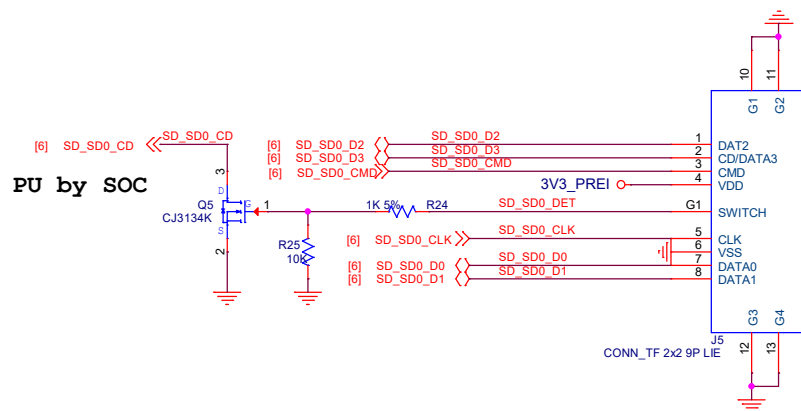 10
11
G1
G2
[6] SD_SD0_CD
SD_SD0_CD
[6] SD_SD0_D2
SD_SD0_D2
1
DAT2
[6] SD_SD0_D3
SD_SD0_D3
2
CD/DATA3
[6] SD_SD0_CMD
SD_SD0_CMD
3
CMD
3V3_PREI
4
VDD
PU by SOC
3
D
Q5
CJ3134K
G
1
S
2
1K 5%
R24
SD_SD0_DET
G1
SWITCH
R25
10K
[6] SD_SD0_CLK
SD_SD0_CLK
5
CLK
6
VSS
[6] SD_SD0_D0
SD_SD0_D0
7
DATA0
[6] SD_SD0_D1
SD_SD0_D1
8
DATA1
G3
G4
J5
CONN_TF 2x2 9P LIE
12
13